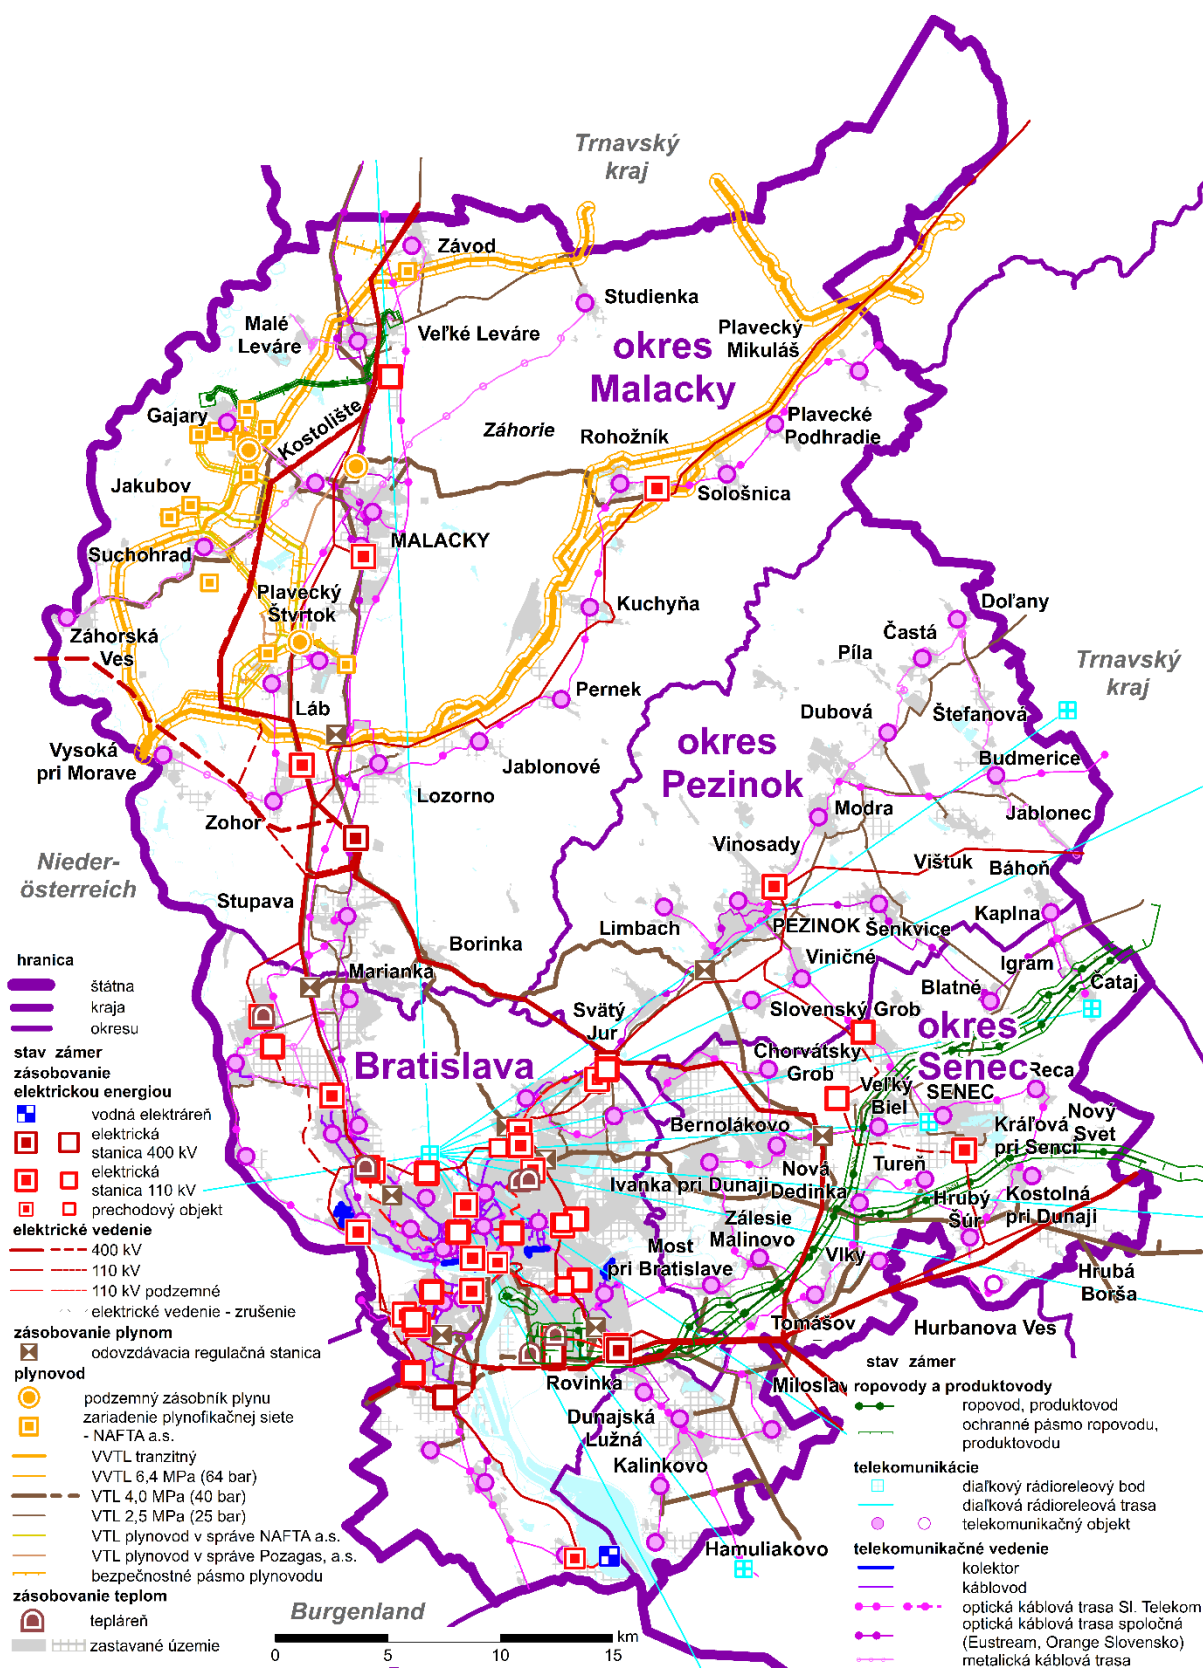 Trnavský
kraj
Závod
Studienka
Malé
Leváre
Veľké Leváre
okres
Malacky
Plavecký
Mikuláš
Gajary
Kostolište
Záhorie
Rohožník
Plavecké
Podhradie
Jakubov
Sološnica
MALACKY
Suchohrad
Plavecký
Štvrtok
Kuchyňa
Doľany
Častá
Píla
Záhorská
Ves
Trnavský
kraj
Pernek
Láb
Dubová
Štefanová
Vysoká
pri Morave
okres
Pezinok
Jablonové
Budmerice
Lozorno
Modra
Jablonec
Zohor
Vinosady
Nieder-
österreich
Vištuk
Báhoň
Stupava
Limbach
PEZINOK
Šenkvice
Kaplna
Borinka
Viničné
Igram
Marianka
Blatné
Čataj
Svätý
Jur
Slovenský Grob
okres
Senec
Bratislava
Chorvátsky
Grob
Veľký
Biel
SENEC
Reca
Bernolákovo
Kráľová
pri Senci
Nový
Svet
Ivanka pri Dunaji
Nová
Dedinka
Tureň
Hrubý
Šúr
Kostolná
pri Dunaji
Zálesie
Malinovo
Most
pri Bratislave
Vlky
Hrubá
Borša
Tomášov
Hurbanova Ves
Rovinka
Miloslav
Dunajská
Lužná
Kalinkovo
Hamuliakovo
Burgenland
hranica
štátna
kraja
okresu
stav zámer
zásobovanie
elektrickou energiou
vodná elektráreň
elektrická
stanica 400 kV
elektrická
stanica 110 kV
prechodový objekt
elektrické vedenie
400 kV
110 kV
110 kV podzemné
elektrické vedenie - zrušenie
zásobovanie plynom
odovzdávacia regulačná stanica
plynovod
podzemný zásobník plynu
zariadenie plynofikačnej siete
- NAFTA a.s.
VVTL tranzitný
VVTL 6,4 MPa (64 bar)
VTL 4,0 MPa (40 bar)
VTL 2,5 MPa (25 bar)
VTL plynovod v správe NAFTA a.s.
VTL plynovod v správe Pozagas, a.s.
bezpečnostné pásmo plynovodu
zásobovanie teplom
tepláreň
zastavané územie
0 5 10 15 km
stav zámer
ropovody a produktovody
ropovod, produktovod
ochranné pásmo ropovodu,
produktovodu
telekomunikácie
diaľkový rádioreleový bod
diaľková rádioreleová trasa
telekomunikačný objekt
telekomunikačné vedenie
kolektor
káblovod
optická káblová trasa Sl. Telekom
optická káblová trasa spoločná
(Eustream, Orange Slovensko)
metalická káblová trasa